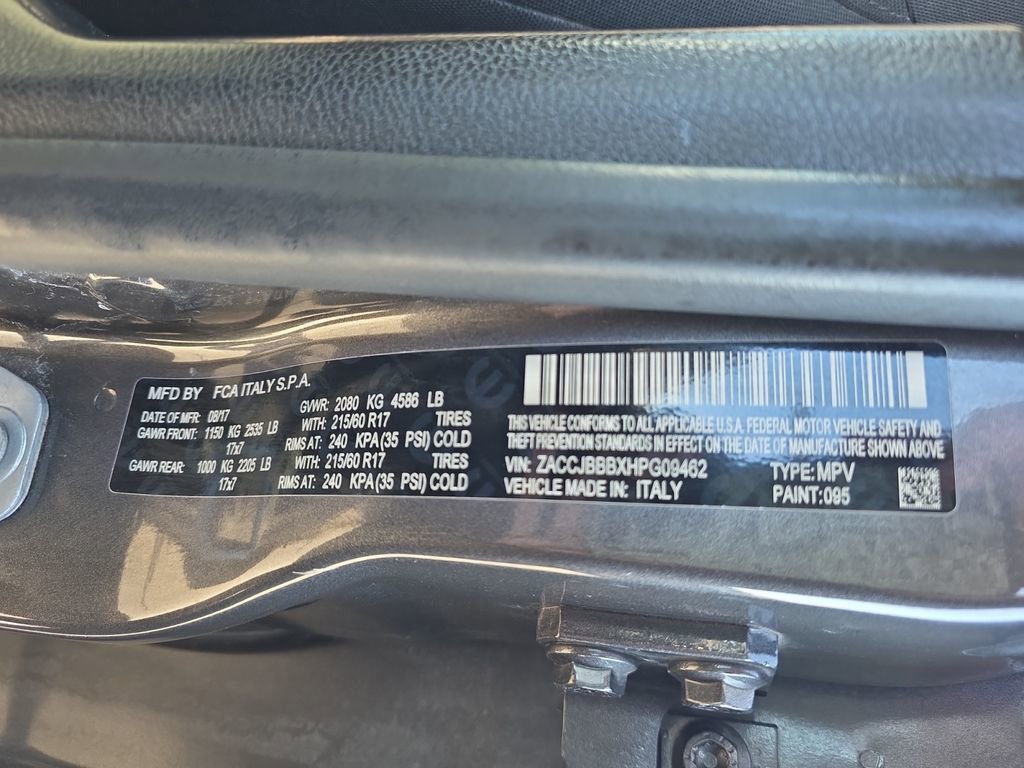 MFD BY FCA ITALY S.P.A.
DATE OF MFR: 08/17 GVWR: 2080 KG 4586 LB
GAWR FRONT: 1150 KG 2535 LB WITH: 215/60 R17 TIRES
17x7 RIMS AT: 240 KPA (35 PSI) COLD
GAWR REAR: 1000 KG 2205 LB WITH: 215/60 R17 TIRES
17x7 RIMS AT: 240 KPA (35 PSI) COLD
THIS VEHICLE CONFORMS TO ALL APPLICABLE U.S.A. FEDERAL MOTOR VEHICLE SAFETY AND
THEFT PREVENTION STANDARDS IN EFFECT ON THE DATE OF MANUFACTURE SHOWN ABOVE
VIN: ZACCJBBBXHPG09462 TYPE: MPV
VEHICLE MADE IN: ITALY PAINT: 095